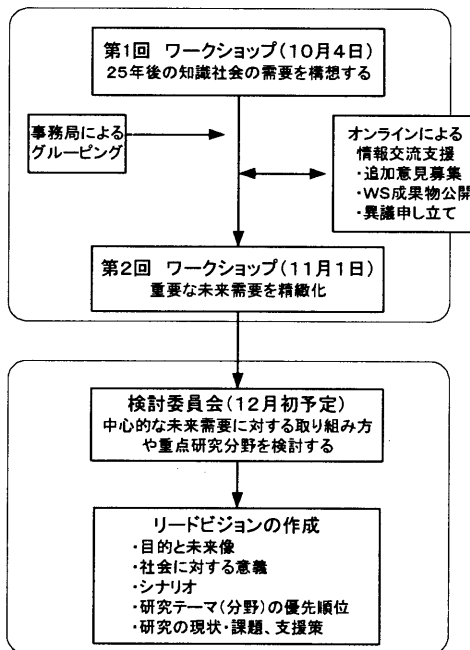 第1回 ワークショップ(10月4日)
25年後の知識社会の需要を構想する
事務局による
グルーピング
オンラインによる
情報交流支援
・追加意見募集
・WS成果物公開
・異議申し立て
第2回 ワークショップ(11月1日)
重要な未来需要を精緻化
検討委員会(12月初予定)
中心的な未来需要に対する取り組み方
や重点研究分野を検討する
リードビジョンの作成
・目的と未来像
・社会に対する意義
・シナリオ
・研究テーマ(分野)の優先順位
・研究の現状・課題、支援策